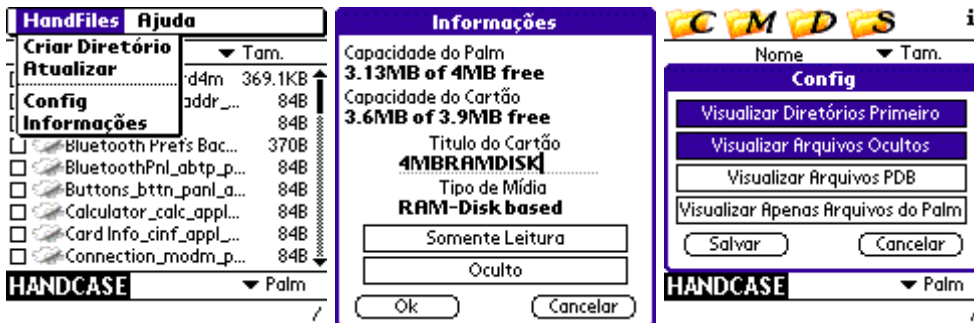 HandFiles Ajuda
Criar Diretório
Atualizar
Config
Informações
Tam.
rd4m 369.1KB
addr_... 84B
84B
Bluetooth Prefs Bac... 370B
BluetoothPnl_abtp_p... 84B
Buttons_bttn_panl_a... 84B
Calculator_calc_appl... 84B
Card Info_cinf_appl_... 84B
Connection_modm_p... 84B
HANDCASE Palm
Informações
Capacidade do Palm
3.13MB of 4MB free
Capacidade do Cartão
3.6MB of 3.9MB free
Titulo do Cartão
4MBRAMDISK
Tipo de Mídia
RAM-Disk based
Somente Leitura
Oculto
Ok Cancelar
C M D S i
Nome Tam.
Config
Visualizar Diretórios Primeiro
Visualizar Arquivos Ocultos
Visualizar Arquivos PDB
Visualizar Apenas Arquivos do Palm
Salvar Cancelar
HANDCASE Palm